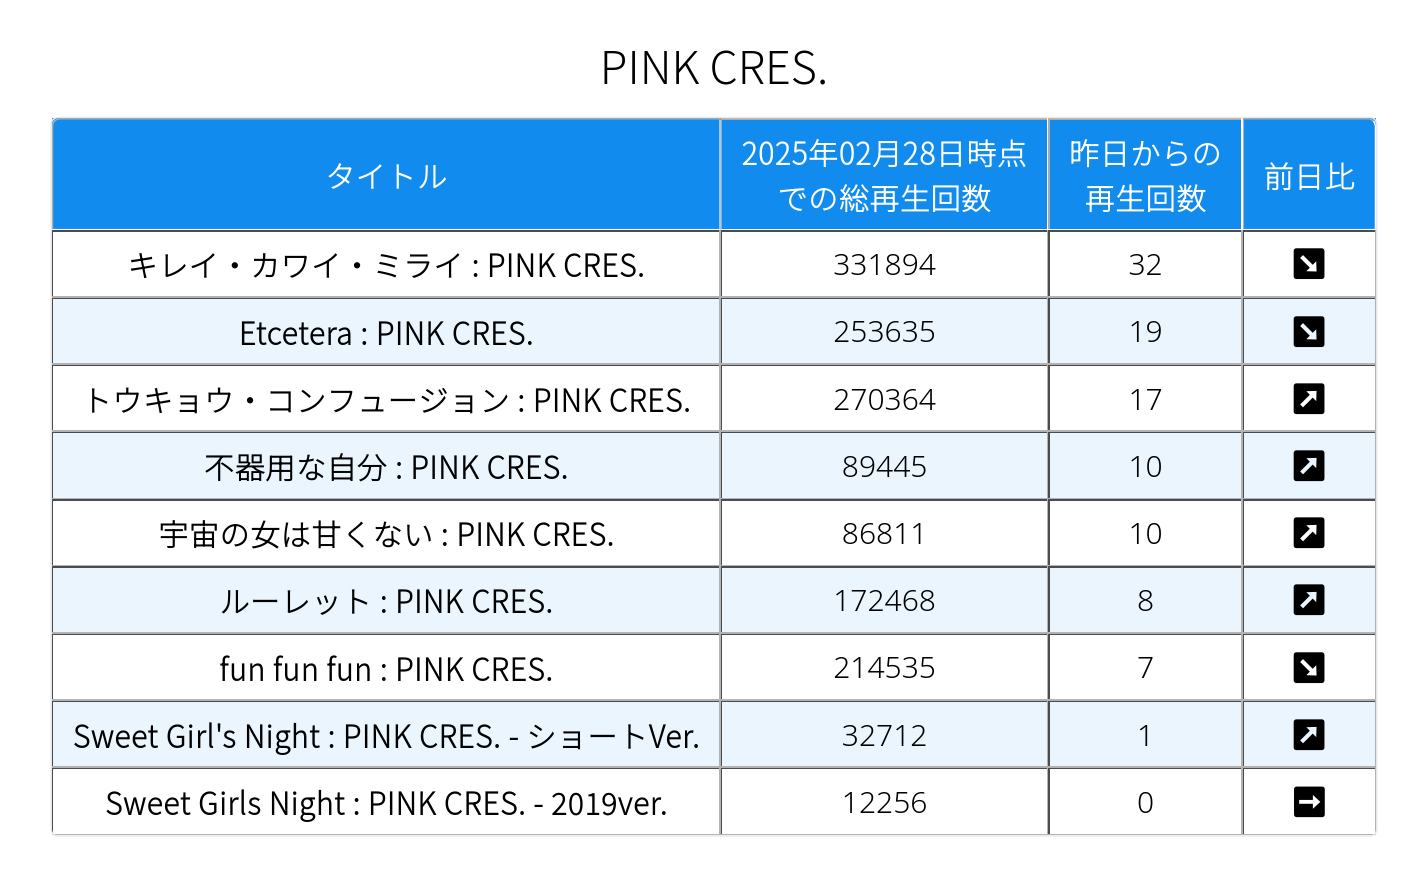 PINK CRES.
タイトル
2025年02月28日時点
での総再生回数
昨日からの
再生回数
前日比
キレイ・カワイ・ミライ : PINK CRES. 331894 32 ↘
Etcetera : PINK CRES. 253635 19 ↘
トウキョウ・コンフュージョン : PINK CRES. 270364 17 ↗
不器用な自分 : PINK CRES. 89445 10 ↗
宇宙の女は甘くない : PINK CRES. 86811 10 ↗
ルーレット : PINK CRES. 172468 8 ↗
fun fun fun : PINK CRES. 214535 7 ↘
Sweet Girl's Night : PINK CRES. - ショートVer. 32712 1 ↗
Sweet Girls Night : PINK CRES. - 2019ver. 12256 0 →